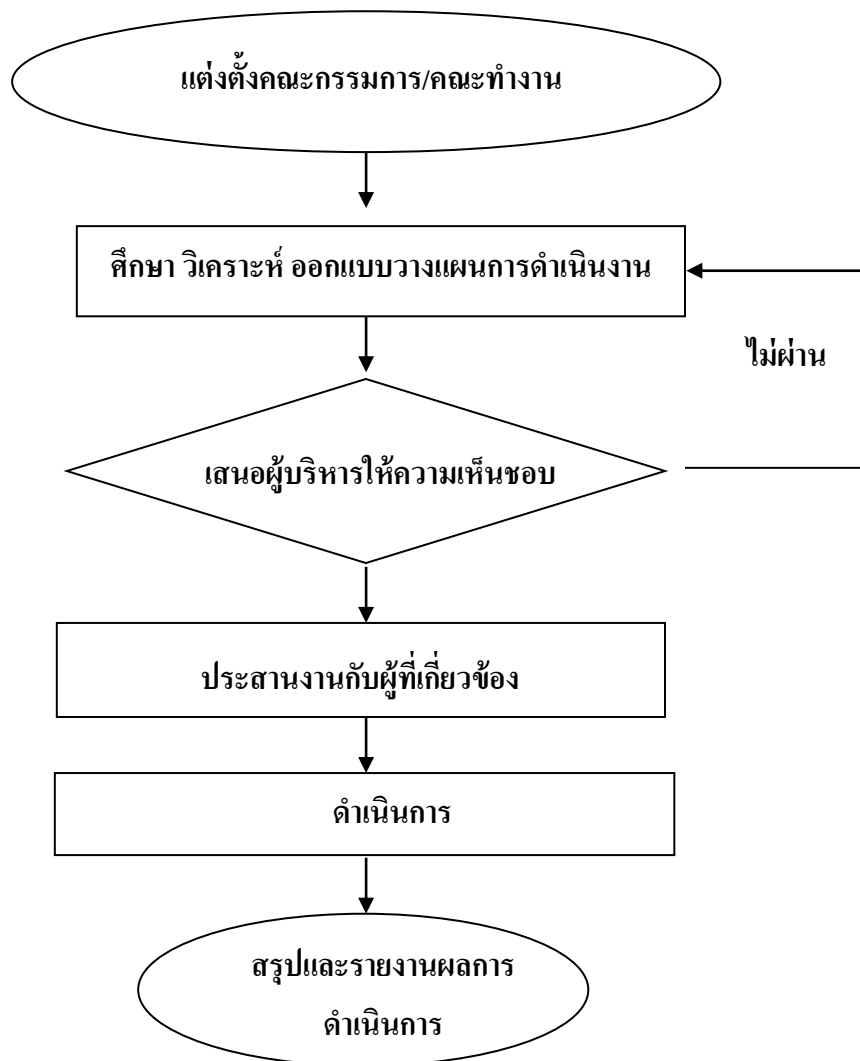 แต่งตั้งคณะกรรมการ/คณะทำงาน
ศึกษา วิเคราะห์ ออกแบบวางแผนการดำเนินงาน
ไม่ผ่าน
เสนอผู้บริหารให้ความเห็นชอบ
ประสานงานกับผู้ที่เกี่ยวข้อง
ดำเนินการ
สรุปและรายงานผลการ
ดำเนินการ